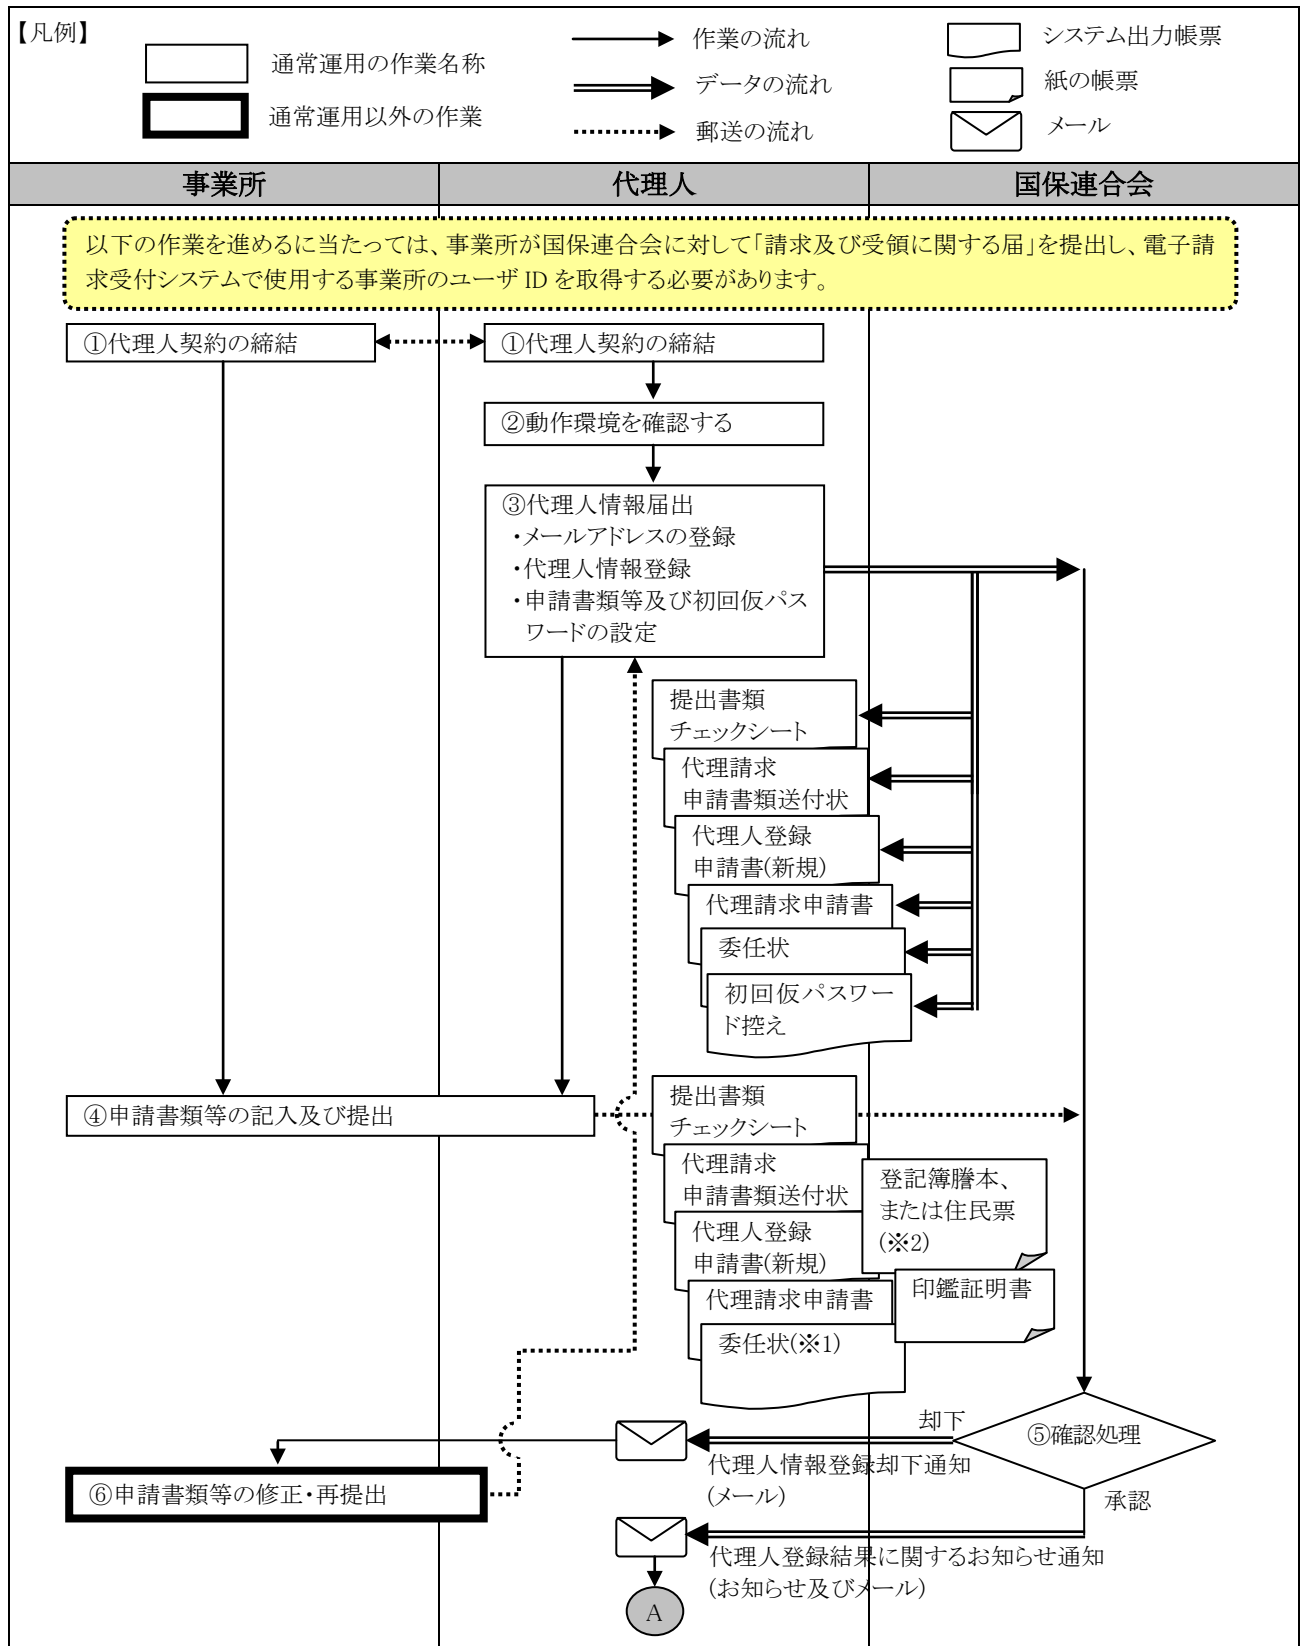 【凡例】
通常運用の作業名称
通常運用以外の作業
作業の流れ
データの流れ
郵送の流れ
システム出力帳票
紙の帳票
メール
事業所
代理人
国保連合会
以下の作業を進めるに当たっては、事業所が国保連合会に対して「請求及び受領に関する届」を提出し、電子請
求受付システムで使用する事業所のユーザ ID を取得する必要があります。
①代理人契約の締結
①代理人契約の締結
②動作環境を確認する
③代理人情報届出
・メールアドレスの登録
・代理人情報登録
・申請書類等及び初回仮パス
ワードの設定
提出書類
チェックシート
代理請求
申請書類送付状
代理人登録
申請書(新規)
代理請求申請書
委任状
初回仮パスワー
ド控え
④申請書類等の記入及び提出
提出書類
チェックシート
代理請求
申請書類送付状
代理人登録
申請書(新規)
代理請求申請書
委任状(※1)
登記簿謄本、
または住民票
(※2)
印鑑証明書
却下
⑤確認処理
代理人情報登録却下通知
(メール)
承認
⑥申請書類等の修正・再提出
代理人登録結果に関するお知らせ通知
(お知らせ及びメール)
A